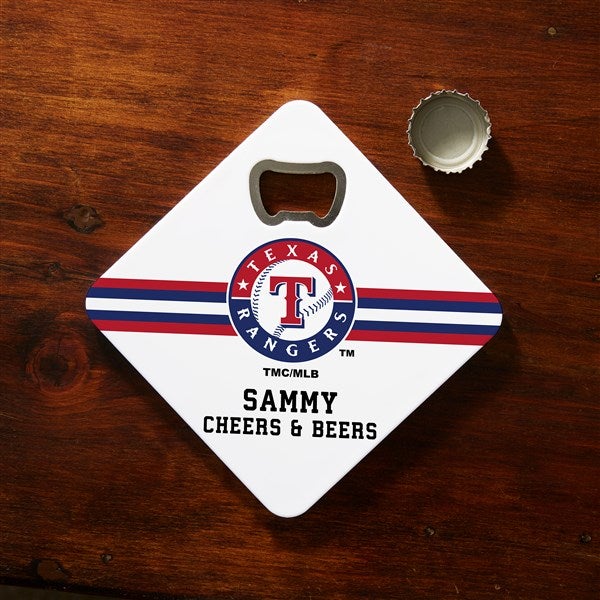 TEXAS
T
RANGERS
TM
TMC/MLB
SAMMY
CHEERS & BEERS